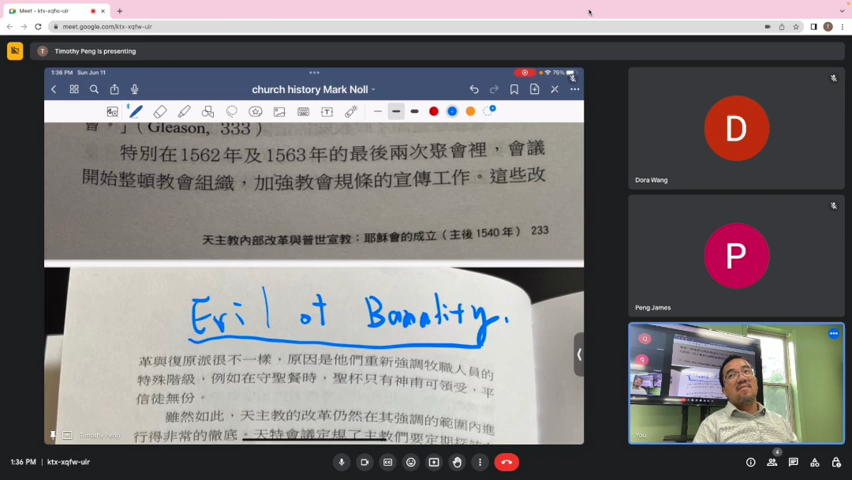 Meet - ktx-xqfw-uir
meet.google.com/ktx-xqfw-uir
T
Timothy Peng is presenting
1:36 PM Sun Jun 11
75%
church history Mark Noll
會。」（Gleason, 333）
特別在1562年及1563年的最後兩次聚會裡，會議
開始整頓教會組織，加強教會規條的宣傳工作。這些改
天主教內部改革與普世宣教：耶穌會的成立（主後1540年） 233
Evil of Banality.
革與復原派很不一樣，原因是他們重新強調牧職人員的
特殊階級，例如在守聖餐時，聖杯只有神甫可領受，平
信徒無份。
雖然如此，天主教的改革仍然在其強調的範圍內進
行得非常的徹底。天特會議定規了主教們要定期
Timothy Peng
D
Dora Wang
P
Peng James
You
1:36 PM | ktx-xqfw-uir
4